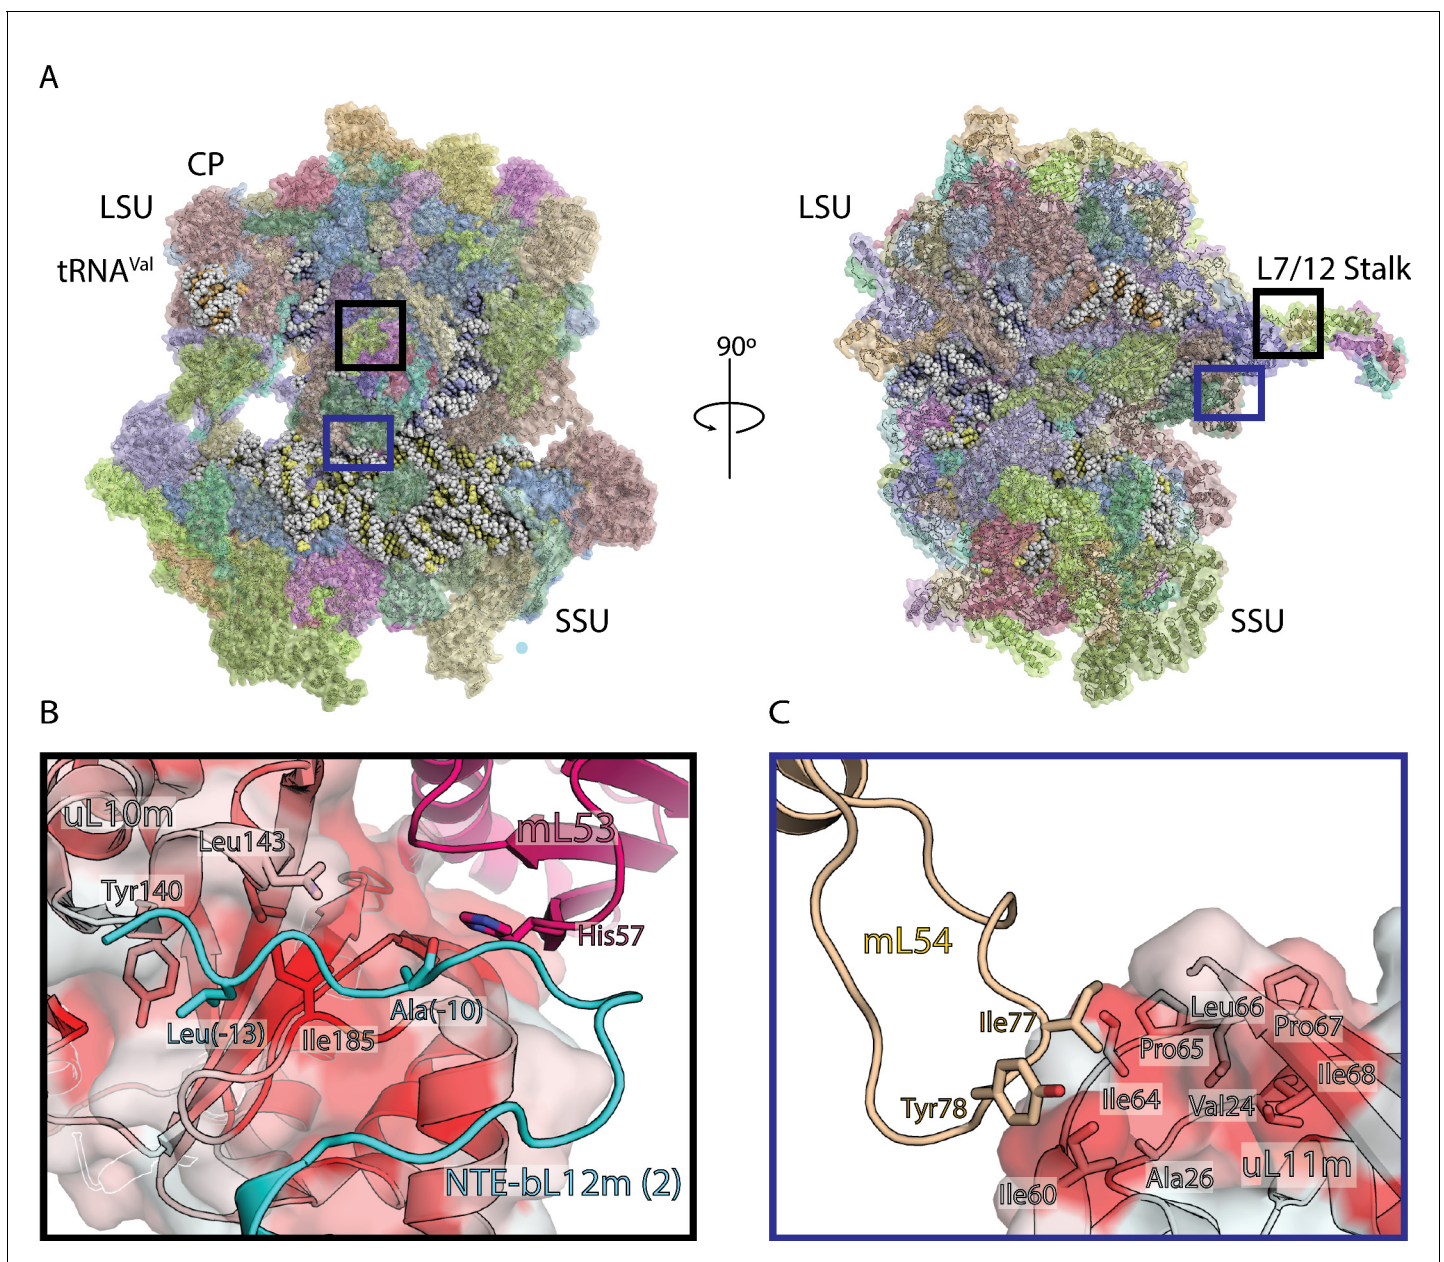 A
CP
LSU
tRNAVal
SSU
90º
LSU
L7/12 Stalk
SSU
B
uL10m
mL53
Leu143
Tyr140
His57
Ala(-10)
Leu(-13)
Ile185
NTE-bL12m (2)
C
mL54
Ile77
Leu66
Pro67
Pro65
Ile68
Tyr78
Ile64
Val24
uL11m
Ala26
Ile60